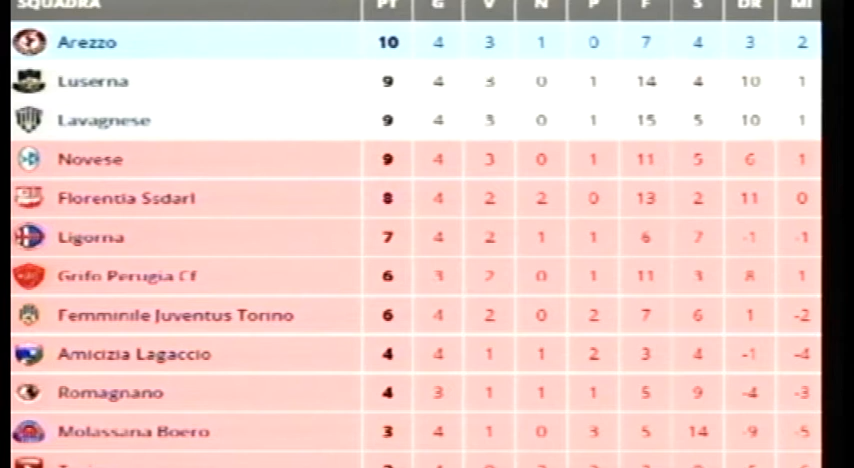 SQUADRA PT G V N P F S DR MI
Arezzo 10 4 3 1 0 7 4 3 2
Luserna 9 4 3 0 1 14 4 10 1
Lavagnese 9 4 3 0 1 15 5 10 1
Novese 9 4 3 0 1 11 5 6 1
Florentia Ssdarl 8 4 2 2 0 13 2 11 0
Ligorna 7 4 2 1 1 6 7 -1 -1
Grifo Perugia Cf 6 3 2 0 1 11 3 8 1
Femminile Juventus Torino 6 4 2 0 2 7 6 1 -2
Amicizia Lagaccio 4 4 1 1 2 3 4 -1 -4
Romagnano 4 3 1 1 1 5 9 -4 -3
Molassana Boero 3 4 1 0 3 5 14 -9 -5